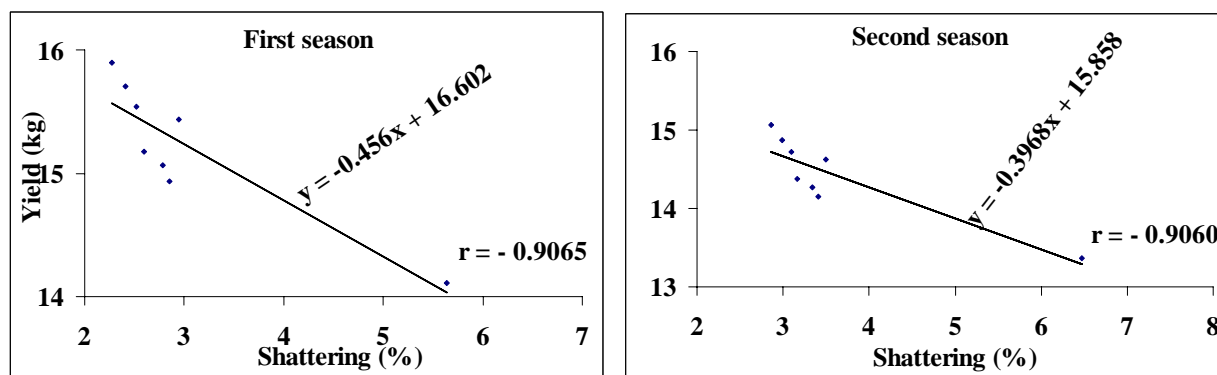 First season
16
15
14
Yield (kg)
y = -0.456x + 16.602
r = - 0.9065
2 3 4 5 6 7
Shattering (%)
Second season
16
15
14
13
y = -0.3968x + 15.858
r = - 0.9060
2 3 4 5 6 7 8
Shattering (%)